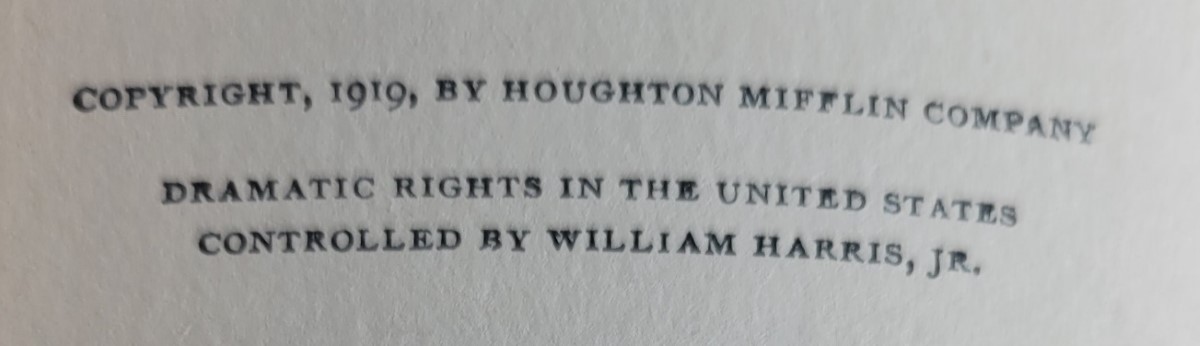 COPYRIGHT, 1919, BY HOUGHTON MIFFLIN COMPANY
DRAMATIC RIGHTS IN THE UNITED STATES
CONTROLLED BY WILLIAM HARRIS, JR.